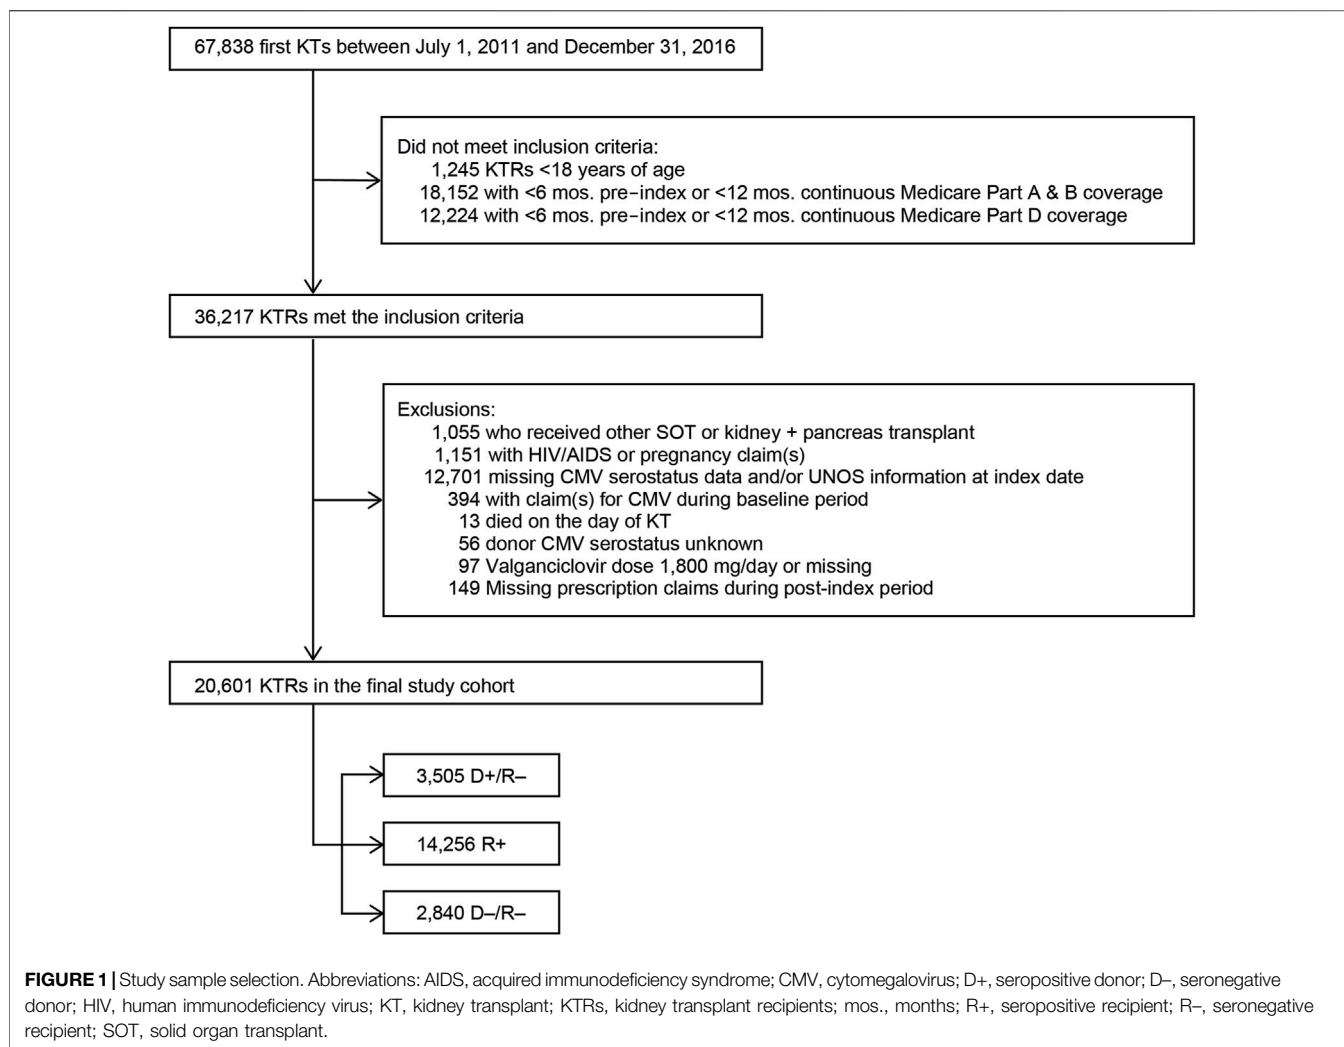 67,838 first KTs between July 1, 2011 and December 31, 2016
Did not meet inclusion criteria:
1,245 KTRs <18 years of age
18,152 with <6 mos. pre–index or <12 mos. continuous Medicare Part A & B coverage
12,224 with <6 mos. pre–index or <12 mos. continuous Medicare Part D coverage
36,217 KTRs met the inclusion criteria
Exclusions:
1,055 who received other SOT or kidney + pancreas transplant
1,151 with HIV/AIDS or pregnancy claim(s)
12,701 missing CMV serostatus data and/or UNOS information at index date
394 with claim(s) for CMV during baseline period
13 died on the day of KT
56 donor CMV serostatus unknown
97 Valganciclovir dose 1,800 mg/day or missing
149 Missing prescription claims during post-index period
20,601 KTRs in the final study cohort
3,505 D+/R–
14,256 R+
2,840 D–/R–
FIGURE 1 | Study sample selection. Abbreviations: AIDS, acquired immunodeficiency syndrome; CMV, cytomegalovirus; D+, seropositive donor; D–, seronegative
donor; HIV, human immunodeficiency virus; KT, kidney transplant; KTRs, kidney transplant recipients; mos., months; R+, seropositive recipient; R–, seronegative
recipient; SOT, solid organ transplant.